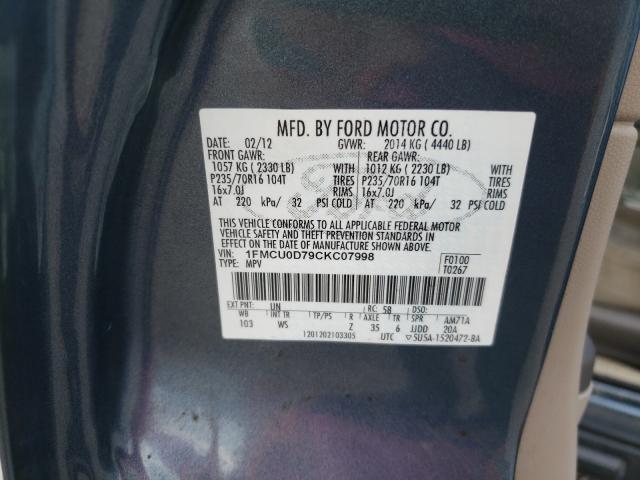 MFD. BY FORD MOTOR CO.
DATE: 02/12 GVWR: 2014 KG ( 4440 LB)
FRONT GAWR: REAR GAWR:
1057 KG ( 2330 LB) WITH 1012 KG ( 2230 LB) WITH
P235/70R16 104T TIRES P235/70R16 104T TIRES
16x7.0J RIMS 16x7.0J RIMS
AT 220 kPa/ 32 PSI COLD AT 220 kPa/ 32 PSI COLD
THIS VEHICLE CONFORMS TO ALL APPLICABLE FEDERAL MOTOR
VEHICLE SAFETY AND THEFT PREVENTION STANDARDS IN EFFECT
ON THE DATE OF MANUFACTURE SHOWN ABOVE.
VIN: 1FMCU0D79CKC07998 F0100
TYPE: MPV T0267
EXT PNT: UN RC: 58 DSO:
WB INT TR TP/PS R AXLE TR SPR AM71A
103 WS Z 35 6 JJDD 20A
1201202103305 UTC ▽5U5A-1520472-BA
Ford